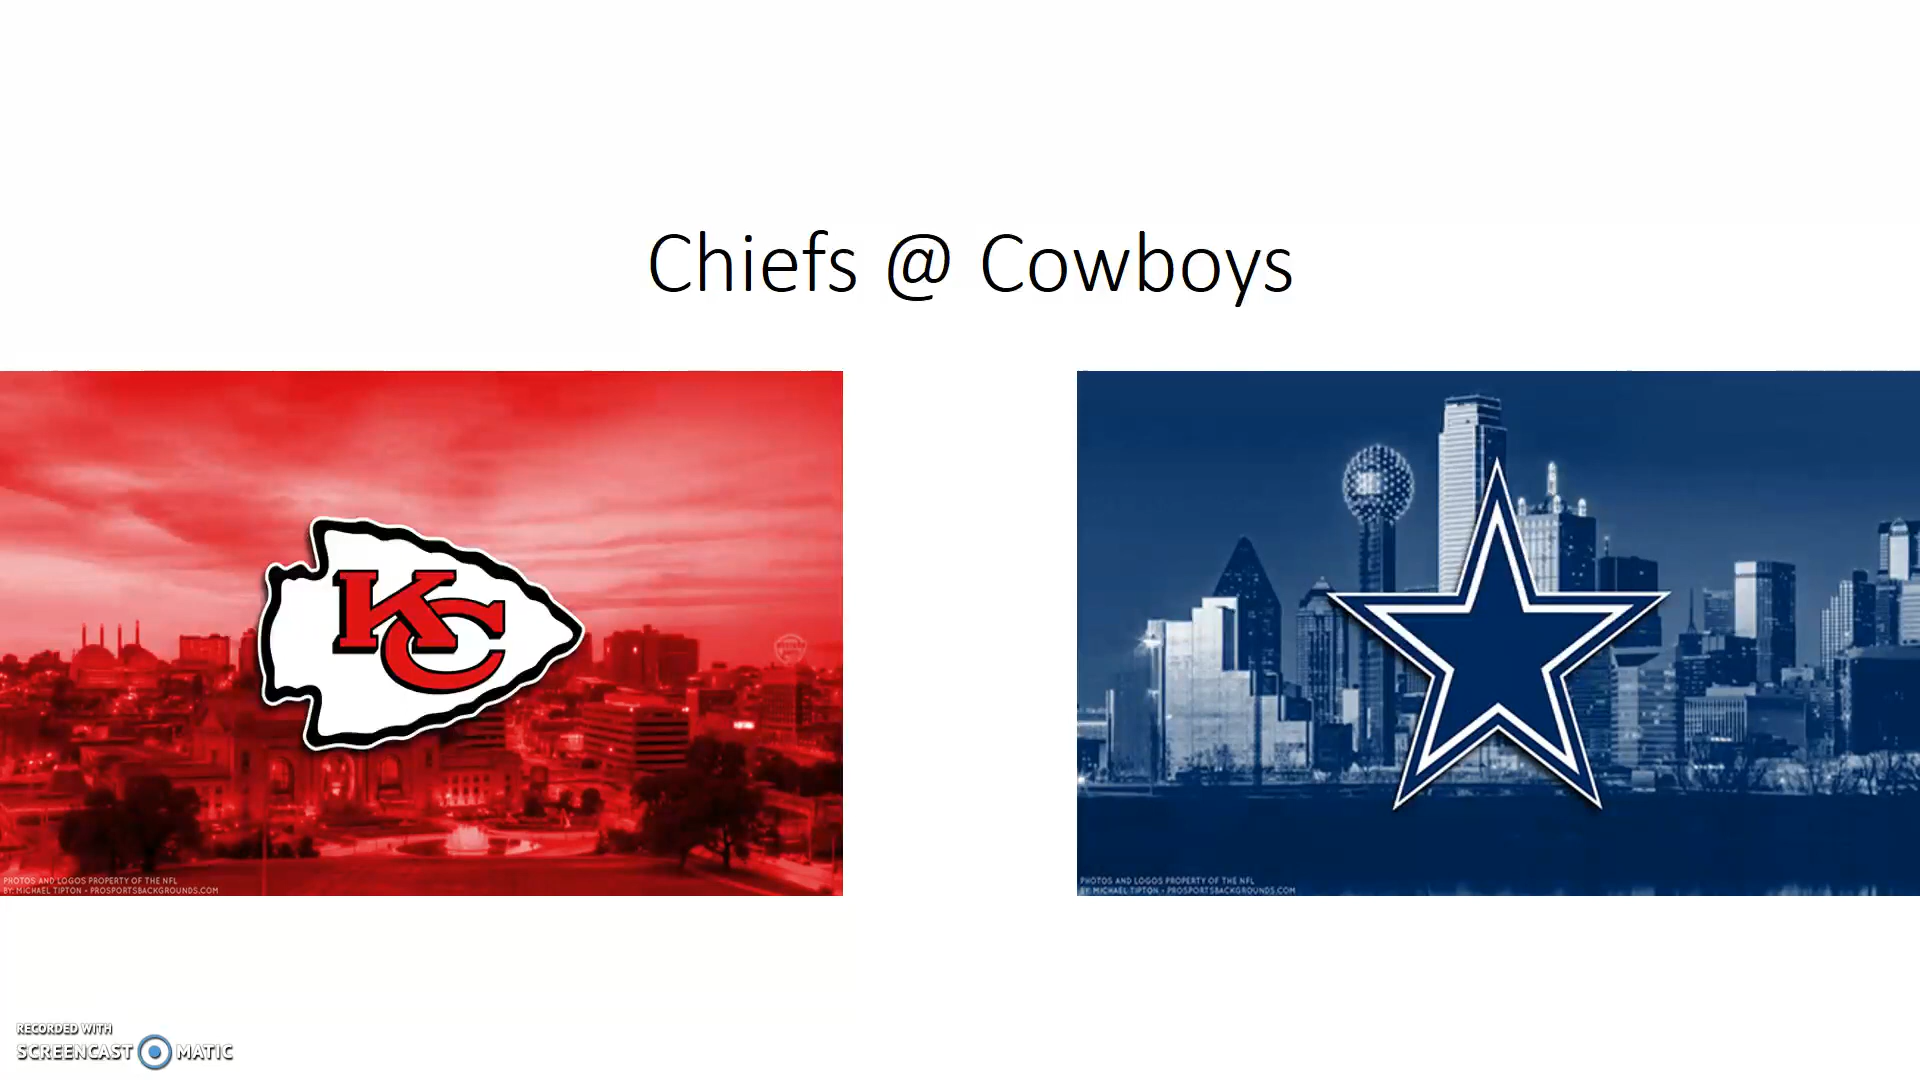 Chiefs @ Cowboys
KC
PHOTOS AND LOGOS PROPERTY OF THE NFL
BY: MICHAEL TIPTON - PROSPORTSBACKGROUNDS.COM
PHOTOS AND LOGOS PROPERTY OF THE NFL
BY: MICHAEL TIPTON - PROSPORTSBACKGROUNDS.COM
RECORDED WITH
SCREENCAST MATIC